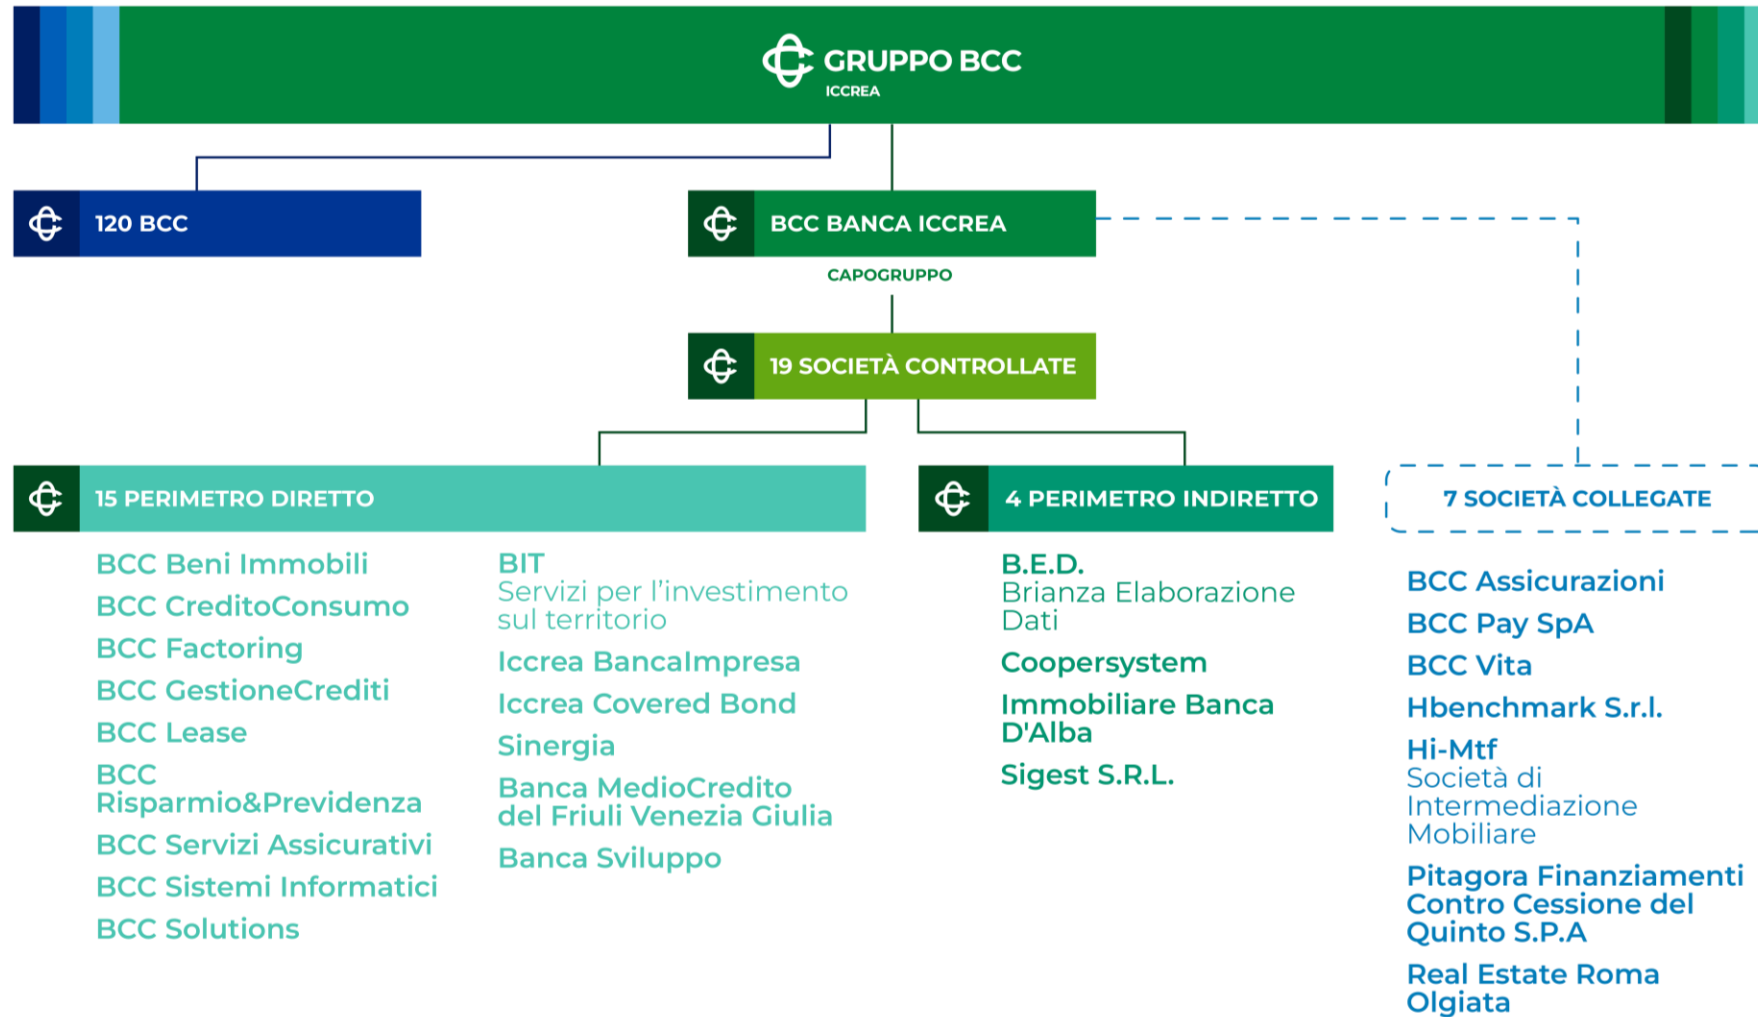 GRUPPO BCC
ICCREA
120 BCC
BCC BANCA ICCREA
CAPOGRUPPO
19 SOCIETÀ CONTROLLATE
15 PERIMETRO DIRETTO
BCC Beni Immobili
BCC CreditoConsumo
BCC Factoring
BCC GestioneCrediti
BCC Lease
BCC
Risparmio&Previdenza
BCC Servizi Assicurativi
BCC Sistemi Informatici
BCC Solutions
BIT
Servizi per l'investimento
sul territorio
Iccrea BancaImpresa
Iccrea Covered Bond
Sinergia
Banca MedioCredito
del Friuli Venezia Giulia
Banca Sviluppo
4 PERIMETRO INDIRETTO
B.E.D.
Brianza Elaborazione
Dati
Coopersystem
Immobiliare Banca
D'Alba
Sigest S.R.L.
7 SOCIETÀ COLLEGATE
BCC Assicurazioni
BCC Pay SpA
BCC Vita
Hbenchmark S.r.l.
Hi-Mtf
Società di
Intermediazione
Mobiliare
Pitagora Finanziamenti
Contro Cessione del
Quinto S.P.A
Real Estate Roma
Olgiata